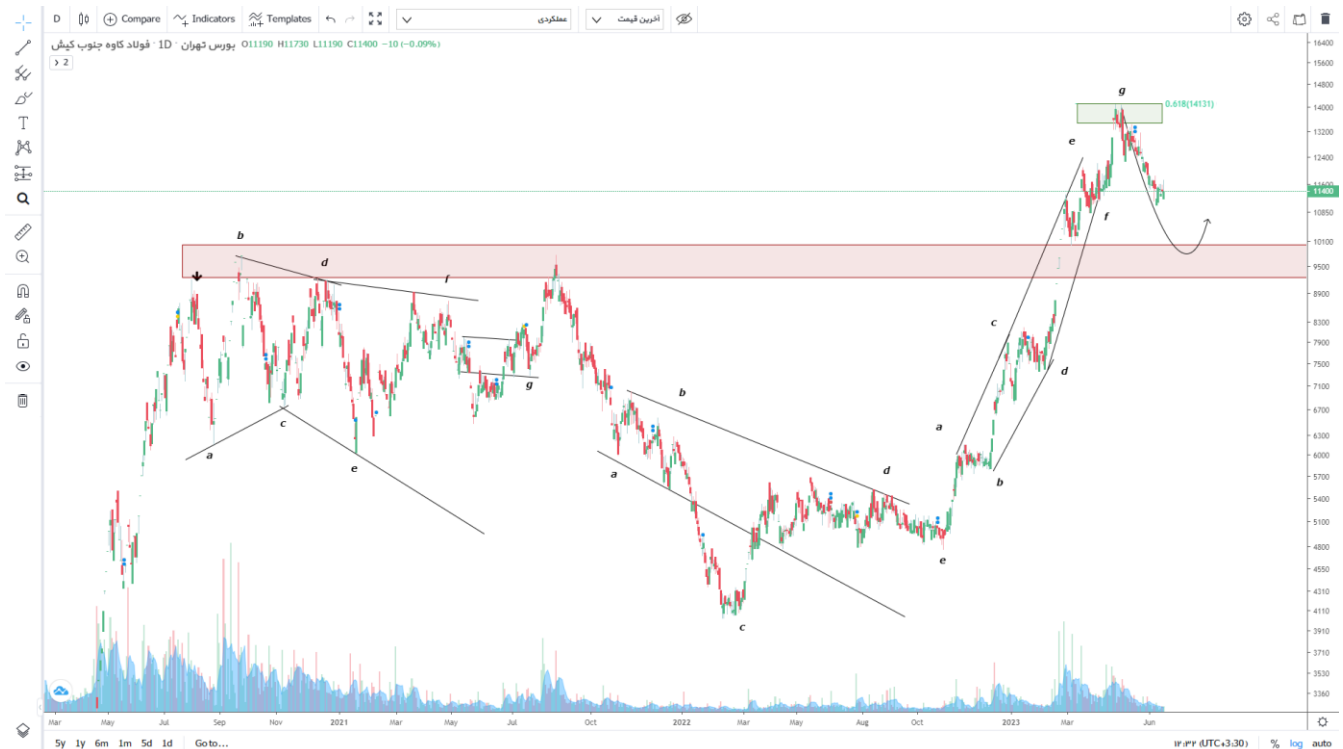 D Compare Indicators Templates عملکردی آخرین قیمت
فولاد کاوه جنوب کیش · 1D · بورس تهران O11190 H11730 L11190 C11400 −10 (−0.09%)
2
16400
15600
14800
14000
13200
12400
11600
11400
10850
10100
9500
8900
8300
7900
7500
7100
6700
6300
6000
5700
5400
5100
4800
4550
4310
4110
3910
3710
3530
3360
g
0.618(14131)
e
f
b
d
f
a
c
e
g
b
d
a
c
e
c
a
d
b
Mar May Jul Sep Nov 2021 Mar May Jul Oct 2022 Mar May Aug Oct 2023 Mar Jun
5y 1y 6m 1m 5d 1d Go to... ۱۲:۳۲ (UTC+3:30) % log auto